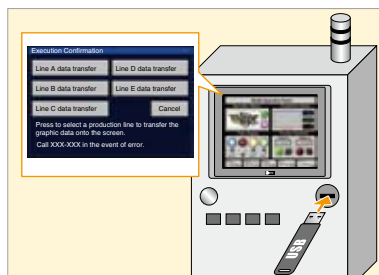 Execution Confirmation
Line A data transfer
Line D data transfer
Line B data transfer
Line E data transfer
Line C data transfer
Cancel
Press to select a production line to transfer the
graphic data onto the screen.
Call XXX-XXX in the event of error.
USB